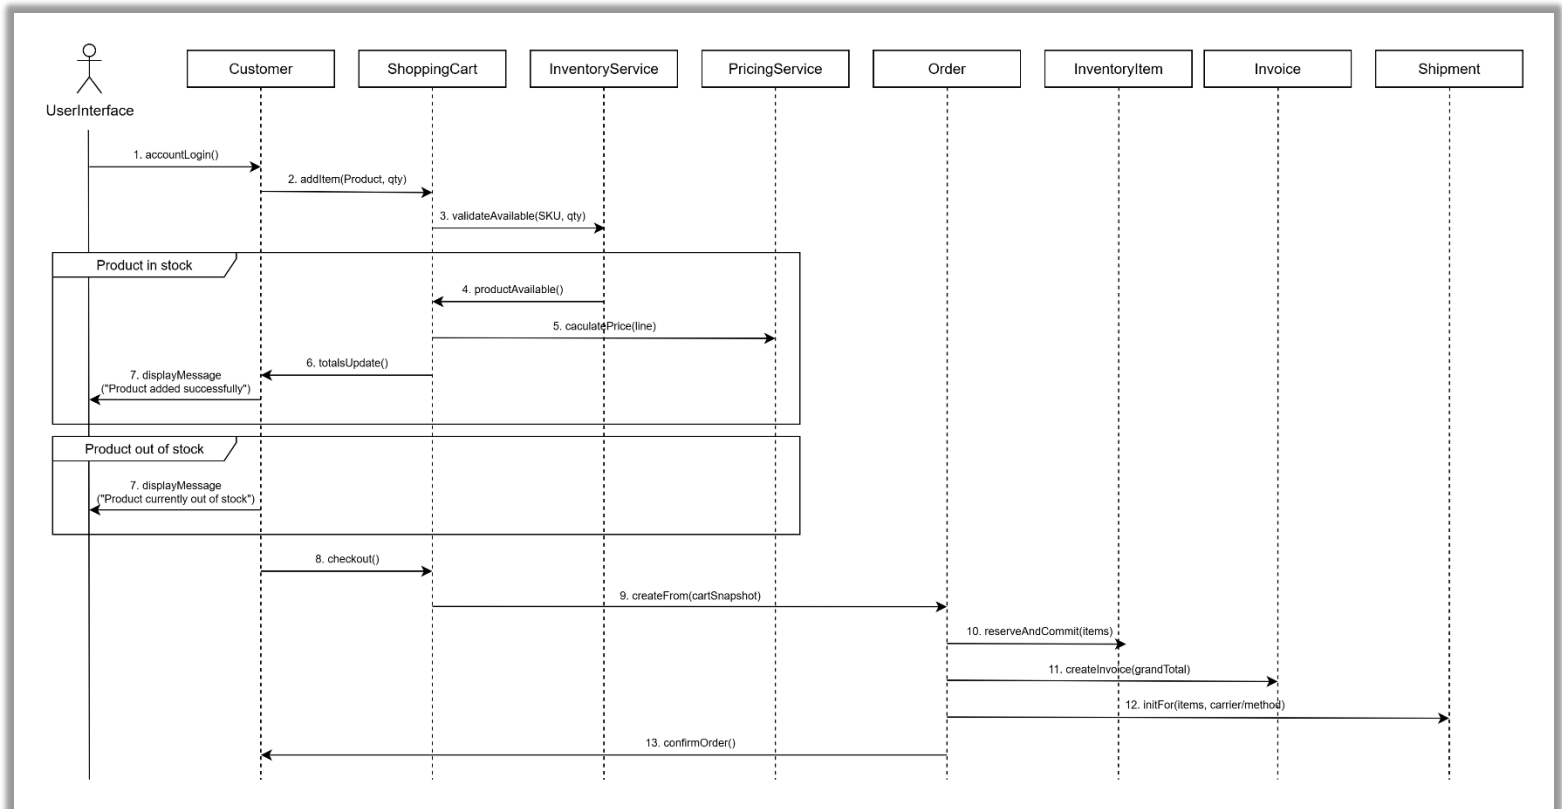 Customer
ShoppingCart
InventoryService
PricingService
Order
InventoryItem
Invoice
Shipment
UserInterface
1. accountLogin()
2. addItem(Product, qty)
3. validateAvailable(SKU, qty)
Product in stock
4. productAvailable()
5. caculatePrice(line)
6. totalsUpdate()
7. displayMessage
("Product added successfully")
Product out of stock
7. displayMessage
("Product currently out of stock")
8. checkout()
9. createFrom(cartSnapshot)
10. reserveAndCommit(items)
11. createInvoice(grandTotal)
12. initFor(items, carrier/method)
13. confirmOrder()